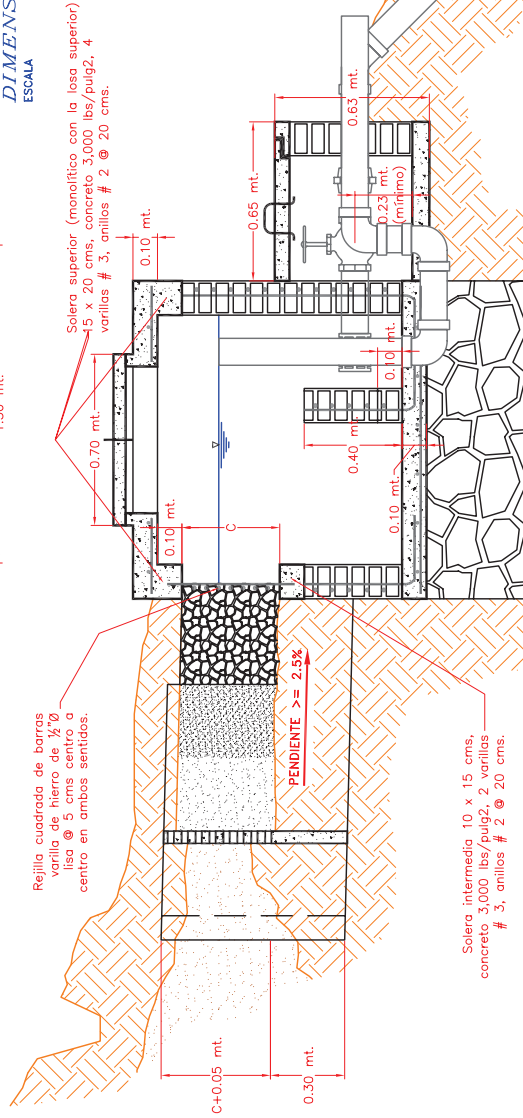 DIMENS
ESCALA
Solera superior (monolítico con la losa superior)
15 x 20 cms, concreto 3,000 lbs/pulg2, 4
varillas # 3, anillos # 2 @ 20 cms.
0.10 mt.
0.70 mt.
0.65 mt.
0.63 mt.
0.23 mt.
(mínimo)
0.10 mt.
C
0.10 mt.
0.40 mt.
0.10 mt.
Rejilla cuadrada de barras
varilla de hierro de ½"Ø
lisa @ 5 cms centro a
centro en ambos sentidos.
PENDIENTE >= 2.5%
Solera intermedia 10 x 15 cms,
concreto 3,000 lbs/pulg2, 2 varillas
# 3, anillos # 2 @ 20 cms.
C+0.05 mt.
0.30 mt.